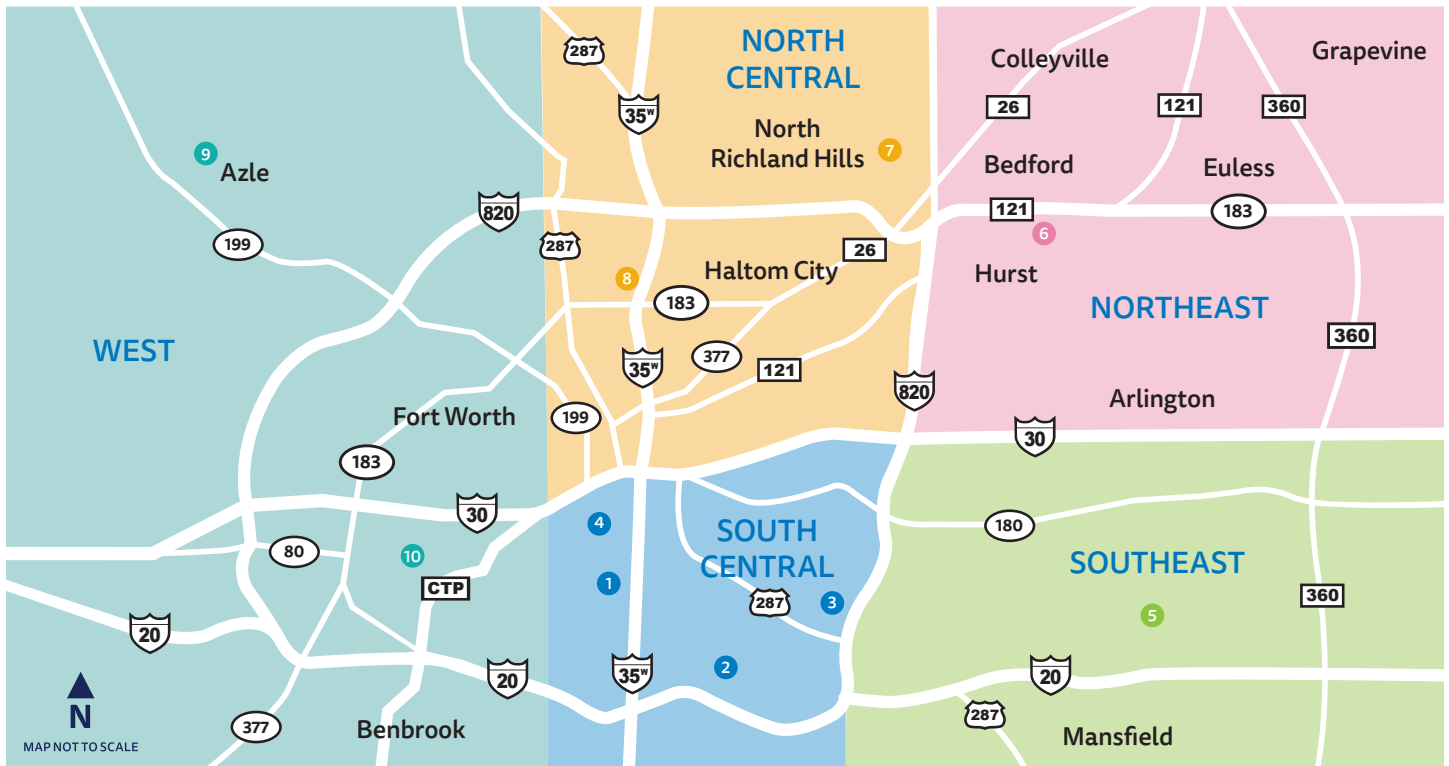 287
NORTH
CENTRAL
Colleyville
Grapevine
35W
26
121
360
North
Richland Hills
7
9
Azle
Bedford
Euless
820
121
183
6
199
287
26
8
Haltom City
Hurst
183
NORTHEAST
WEST
360
377
35W
121
820
Arlington
Fort Worth
199
30
183
30
4
SOUTH
CENTRAL
180
80
10
SOUTHEAST
1
CTP
287
3
360
5
20
2
35W
20
20
N
377
Benbrook
287
Mansfield
MAP NOT TO SCALE